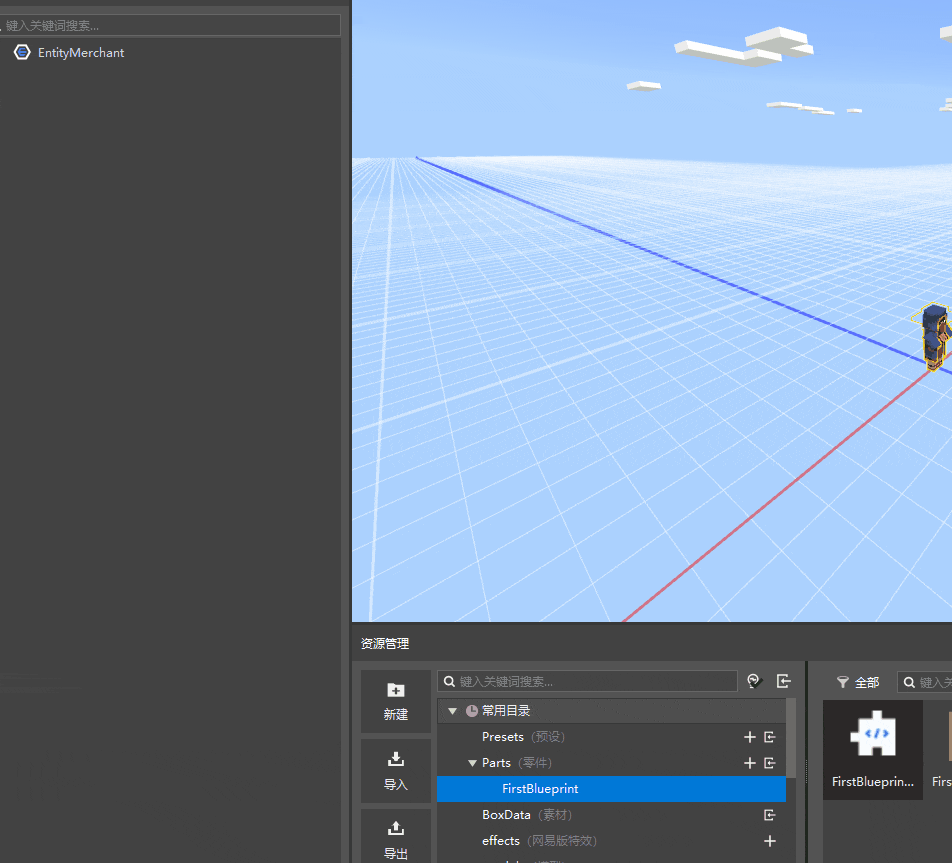 键入关键词搜索...
EntityMerchant
资源管理
新建
导入
导出
键入关键词搜索...
常用目录
Presets (预设)
Parts (零件)
FirstBlueprint
BoxData (素材)
effects (网易版特效)
全部
键入关
</> 
FirstBlueprin...
Firs